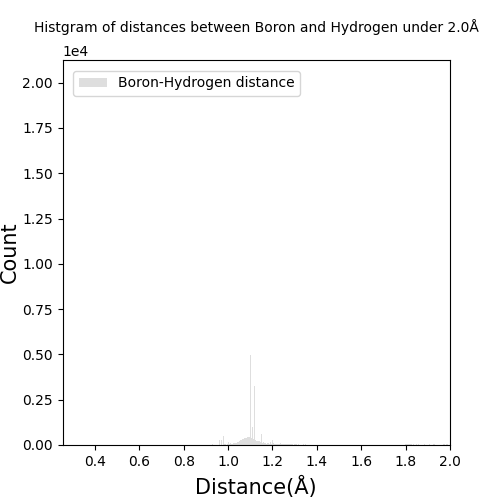 Histgram of distances between Boron and Hydrogen under 2.0Å
1e4
Boron-Hydrogen distance
2.00
1.75
1.50
1.25
1.00
0.75
0.50
0.25
0.00
Count
0.4 0.6 0.8 1.0 1.2 1.4 1.6 1.8 2.0
Distance(Å)